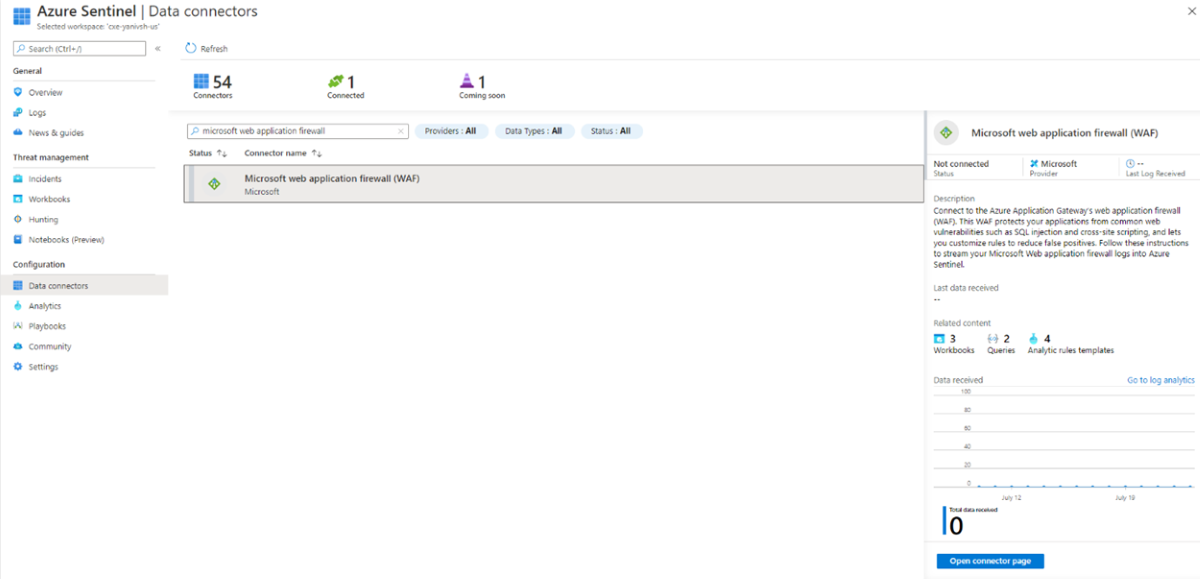 Azure Sentinel | Data connectors
Selected workspace: 'cxe-yanivsh-us'
Search (Ctrl+/)
«
Refresh
General
Overview
Logs
News & guides
Threat management
Incidents
Workbooks
Hunting
Notebooks (Preview)
Configuration
Data connectors
Analytics
Playbooks
Community
Settings
54
Connectors
1
Connected
1
Coming soon
microsoft web application firewall
Providers : All
Data Types : All
Status : All
Status ↑↓
Connector name ↑↓
Microsoft web application firewall (WAF)
Microsoft
Microsoft web application firewall (WAF)
Not connected
Status
Microsoft
Provider
--
Last Log Received
Description
Connect to the Azure Application Gateway's web application firewall
(WAF). This WAF protects your applications from common web
vulnerabilities such as SQL injection and cross-site scripting, and lets
you customize rules to reduce false positives. Follow these instructions
to stream your Microsoft Web application firewall logs into Azure
Sentinel.
Last data received
--
Related content
3
Workbooks
2
Queries
4
Analytic rules templates
Data received
Go to log analytics
100
80
60
40
20
0
July 12
July 19
Total data received
0
Open connector page